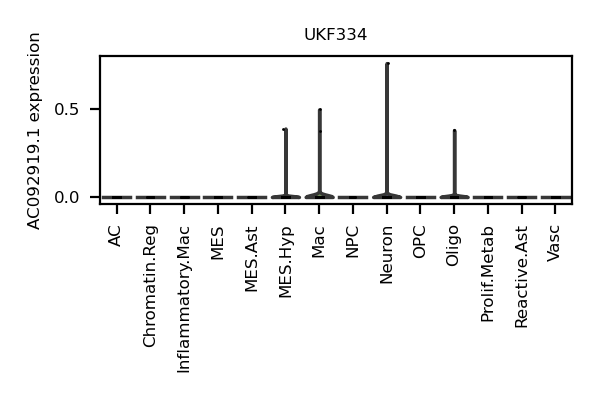 UKF334
AC092919.1 expression
0.5
0.0
AC
Chromatin.Reg
Inflammatory.Mac
MES
MES.Ast
MES.Hyp
Mac
NPC
Neuron
OPC
Oligo
Prolif.Metab
Reactive.Ast
Vasc